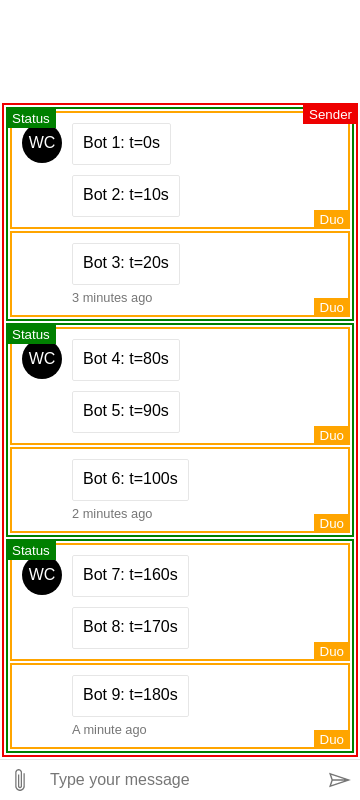 Sender
Status
WC
Bot 1: t=0s
Bot 2: t=10s
Duo
Bot 3: t=20s
3 minutes ago
Duo
Status
WC
Bot 4: t=80s
Bot 5: t=90s
Duo
Bot 6: t=100s
2 minutes ago
Duo
Status
WC
Bot 7: t=160s
Bot 8: t=170s
Duo
Bot 9: t=180s
A minute ago
Duo
Type your message